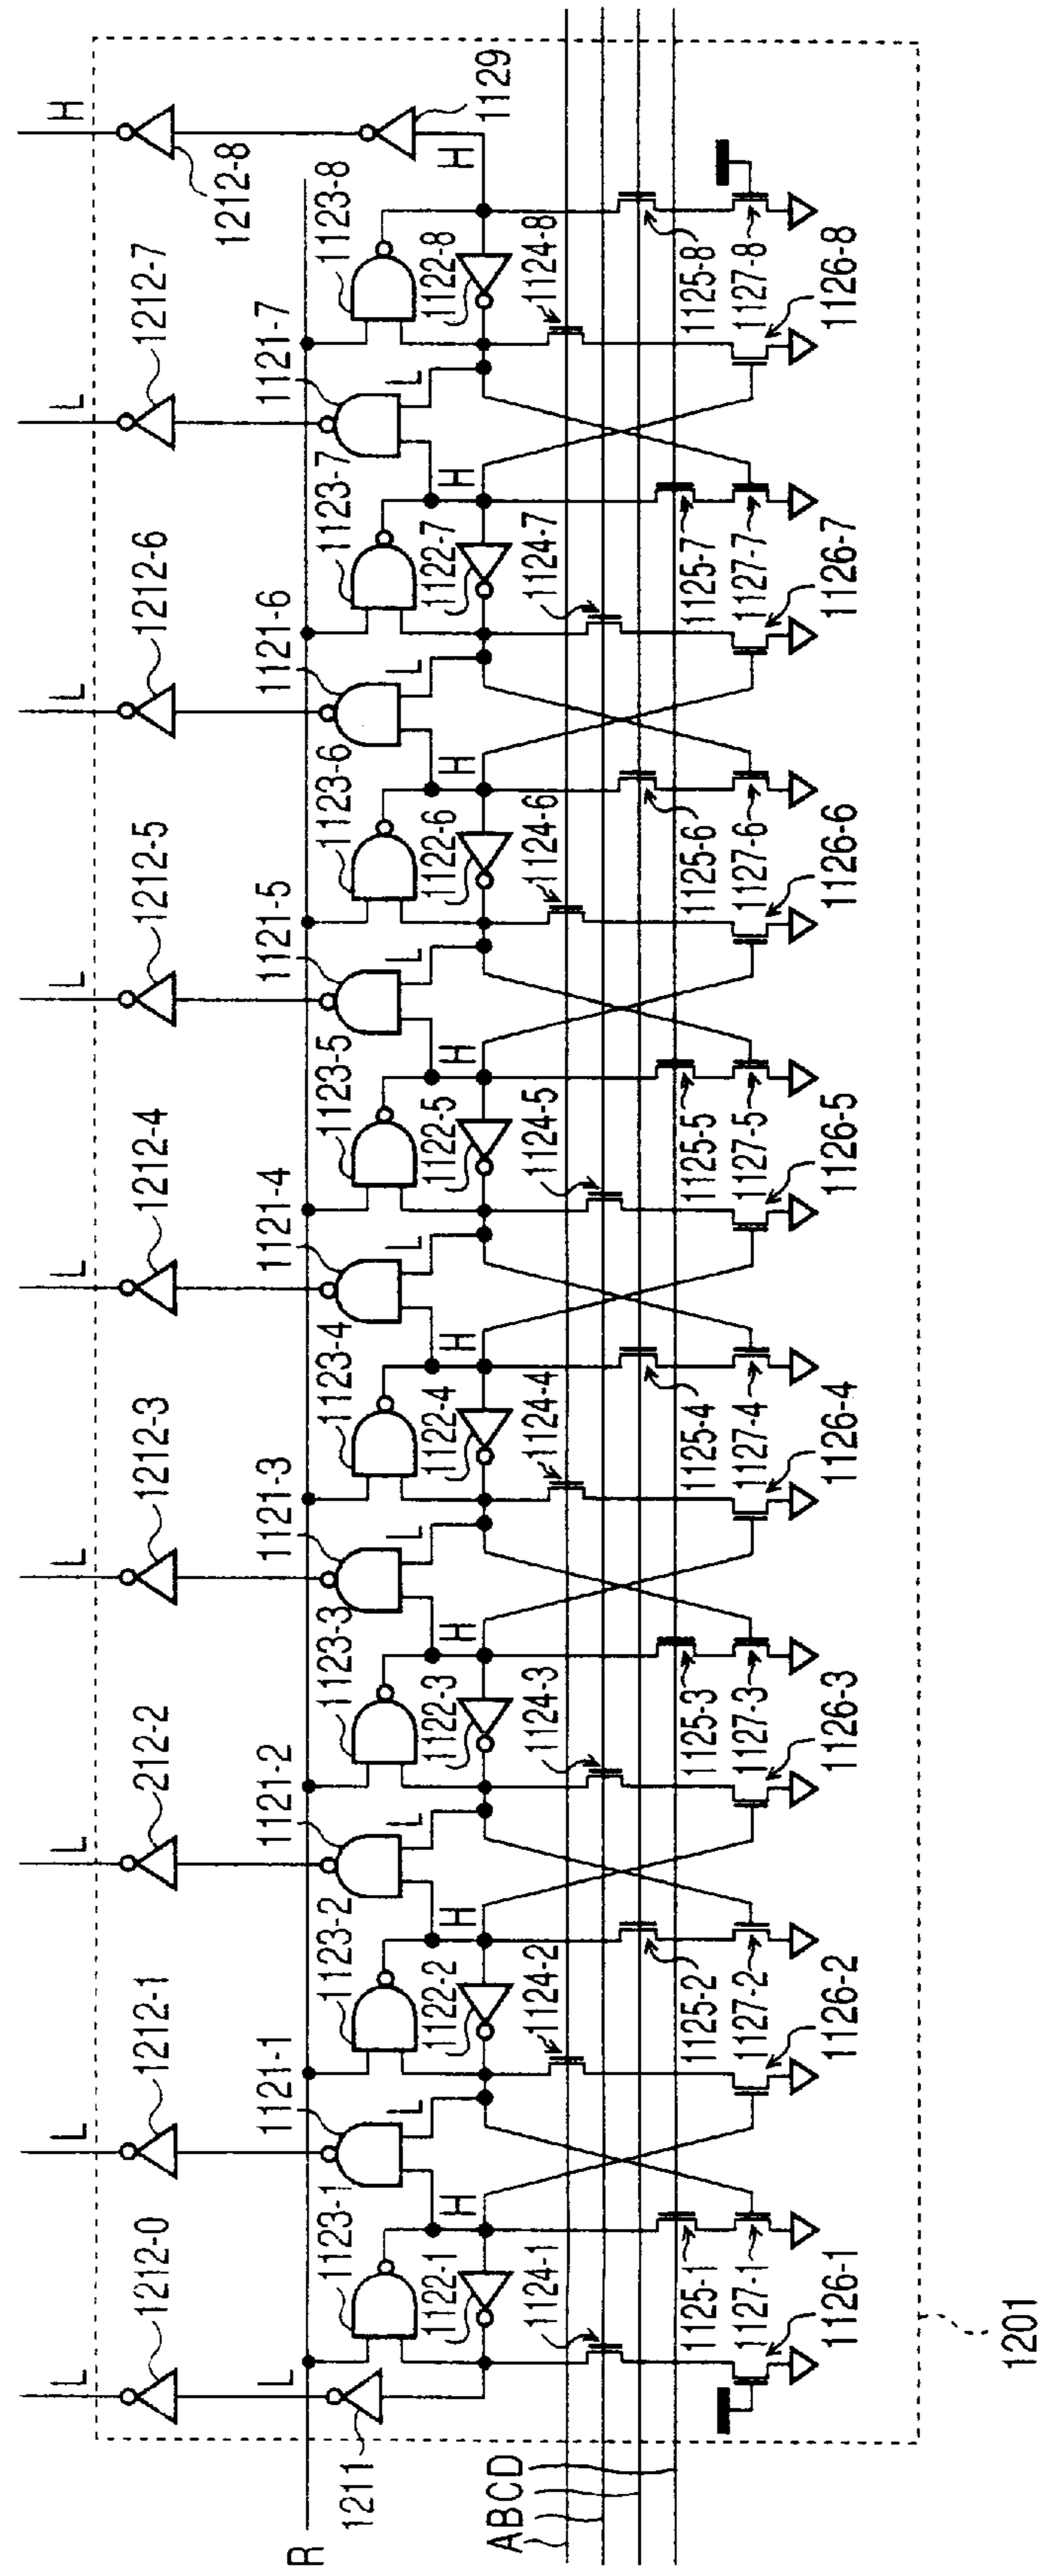 L L L L L L L L H
1212-0 1212-1 212-2 1212-3 1212-4 1212-5 1212-6 1212-7
1212-8
L 1121-1 1121-2 1121-3 1121-4 1121-5 1121-6 1121-7
R
1123-1 1123-2 1123-3 1123-4 1123-5 1123-6 1123-7 1123-8
1211
L L L L L L L
1122-1 1122-2 1122-3 1122-4 1122-5 1122-6 1122-7 1122-8
H H H H H H H H
1129
ABCD
1124-1 1124-2 1124-3 1124-4 1124-5 1124-6 1124-7 1124-8
1125-1 1125-2 1125-3 1125-4 1125-5 1125-6 1125-7 1125-8
1127-1 1127-2 1127-3 1127-4 1127-5 1127-6 1127-7 1127-8
1126-1 1126-2 1126-3 1126-4 1126-5 1126-6 1126-7 1126-8
1201